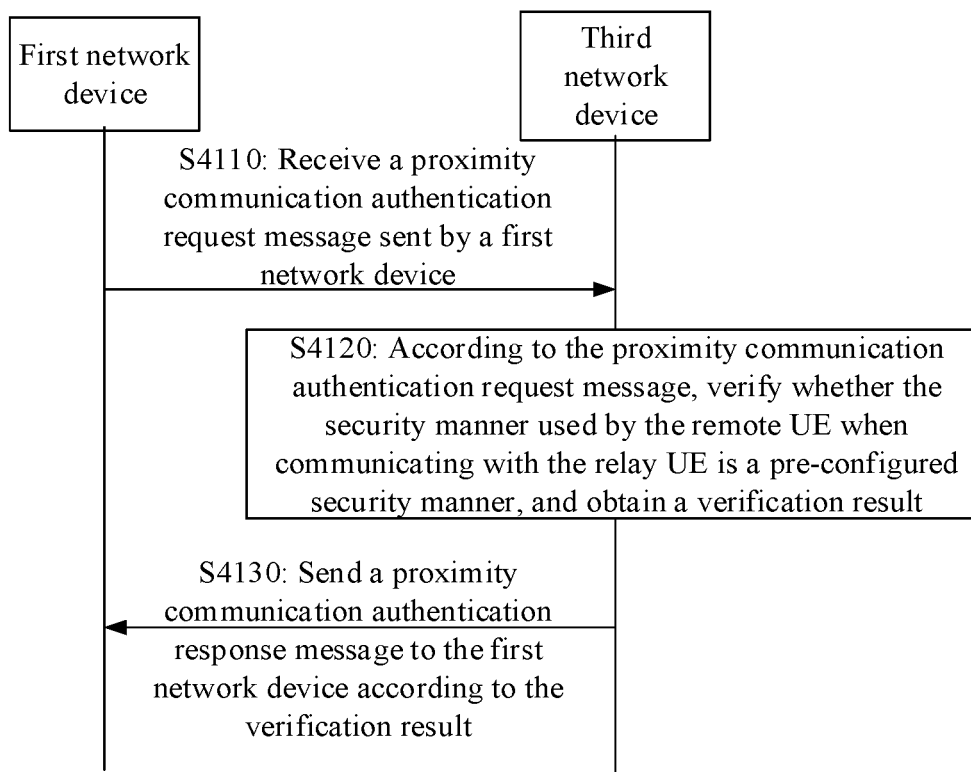 First network
device
Third
network
device
S4110: Receive a proximity
communication authentication
request message sent by a first
network device
S4120: According to the proximity communication
authentication request message, verify whether the
security manner used by the remote UE when
communicating with the relay UE is a pre-configured
security manner, and obtain a verification result
S4130: Send a proximity
communication authentication
response message to the first
network device according to the
verification result